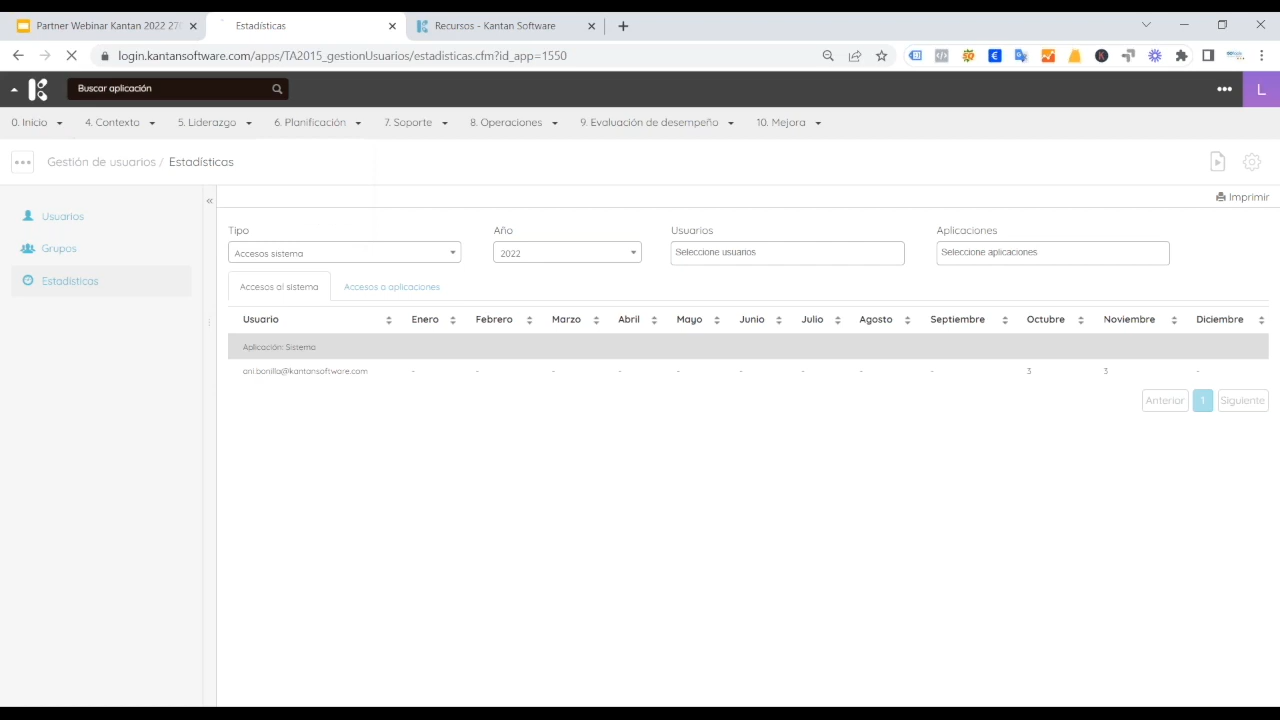 Partner Webinar Kantan 2022 27
Estadísticas
Recursos - Kantan Software
login.kantansoftware.com/apps/TA2015_gestionUsuarios/estadisticas.cfm?id_app=1550
Buscar aplicación
L
0. Inicio 4. Contexto 5. Liderazgo 6. Planificación 7. Soporte 8. Operaciones 9. Evaluación de desempeño 10. Mejora
Gestión de usuarios / Estadísticas
Imprimir
Usuarios
Grupos
Estadísticas
Tipo Año Usuarios Aplicaciones
Accesos sistema 2022 Seleccione usuarios Seleccione aplicaciones
Accesos al sistema Accesos a aplicaciones
Usuario Enero Febrero Marzo Abril Mayo Junio Julio Agosto Septiembre Octubre Noviembre Diciembre
Aplicación: Sistema
ani.bonilla@kantansoftware.com - - - - - - - - - 3 3 -
Anterior 1 Siguiente